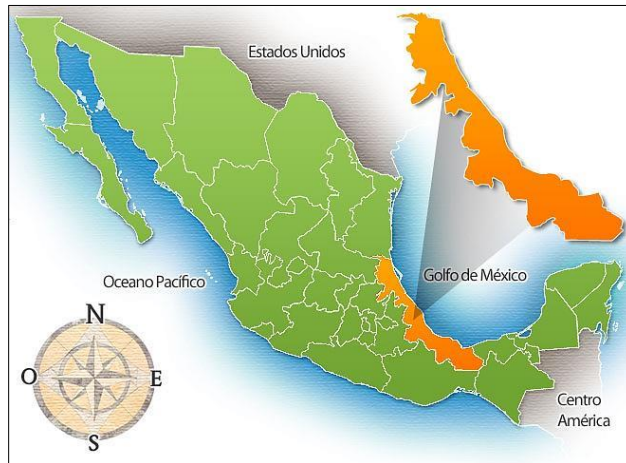 Estados Unidos
Golfo de México
Oceano Pacífico
N
O
E
S
Centro
América